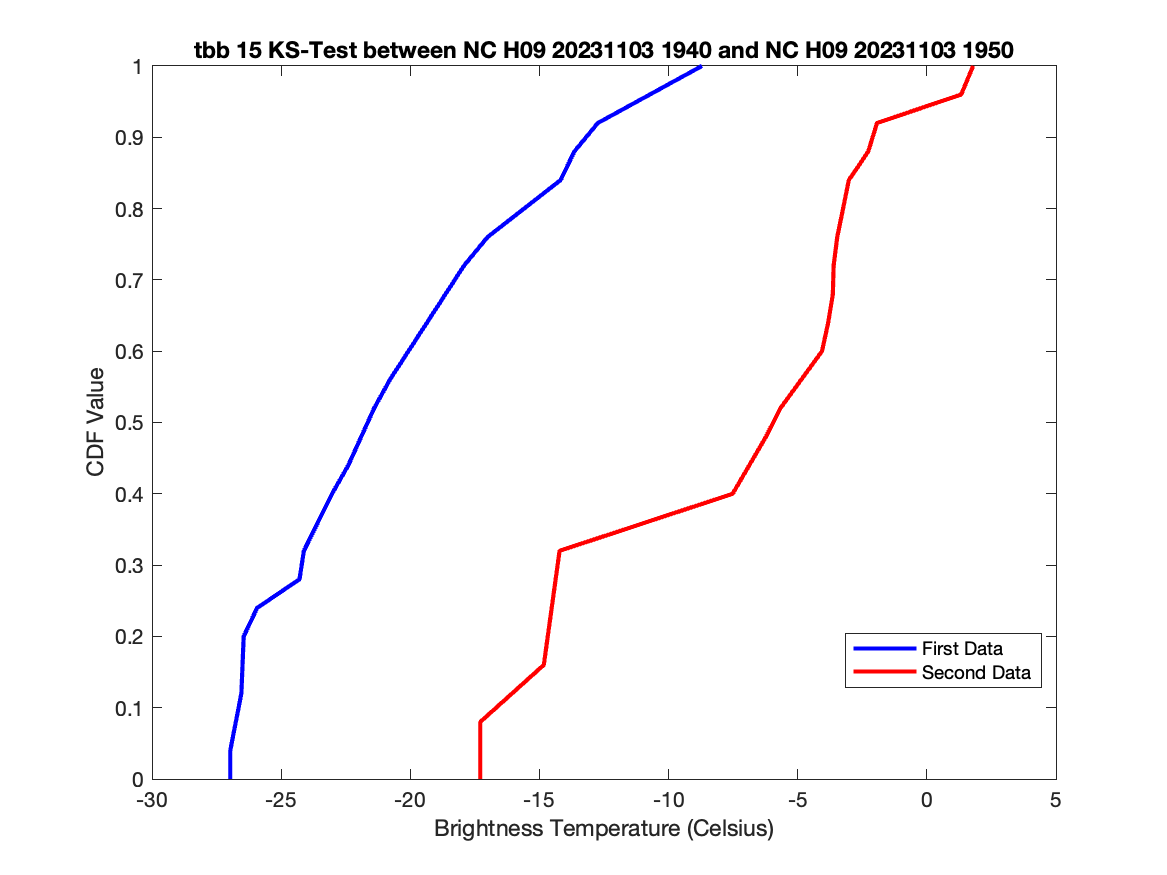 tbb 15 KS-Test between NC H09 20231103 1940 and NC H09 20231103 1950
1
0.9
0.8
0.7
0.6
0.5
0.4
0.3
0.2
0.1
0
CDF Value
First Data
Second Data
-30 -25 -20 -15 -10 -5 0 5
Brightness Temperature (Celsius)